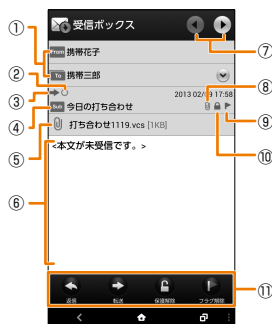 受信ボックス
① From 携帯花子
To 携帯三郎
②
③ 2013 02/19 17:58
④ Sub 今日の打ち合わせ
⑤ 打ち合わせ1119.vcs [1KB]
⑥ <本文が未受信です。>
⑦
⑧
⑨
⑩
⑪
返信 転送 保護解除 フラグ解除